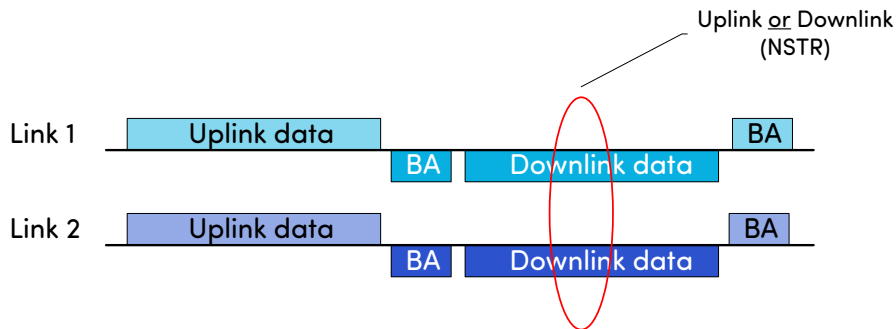 Uplink or Downlink
(NSTR)
Link 1
Uplink data
BA
BA
Downlink data
Link 2
Uplink data
BA
BA
Downlink data